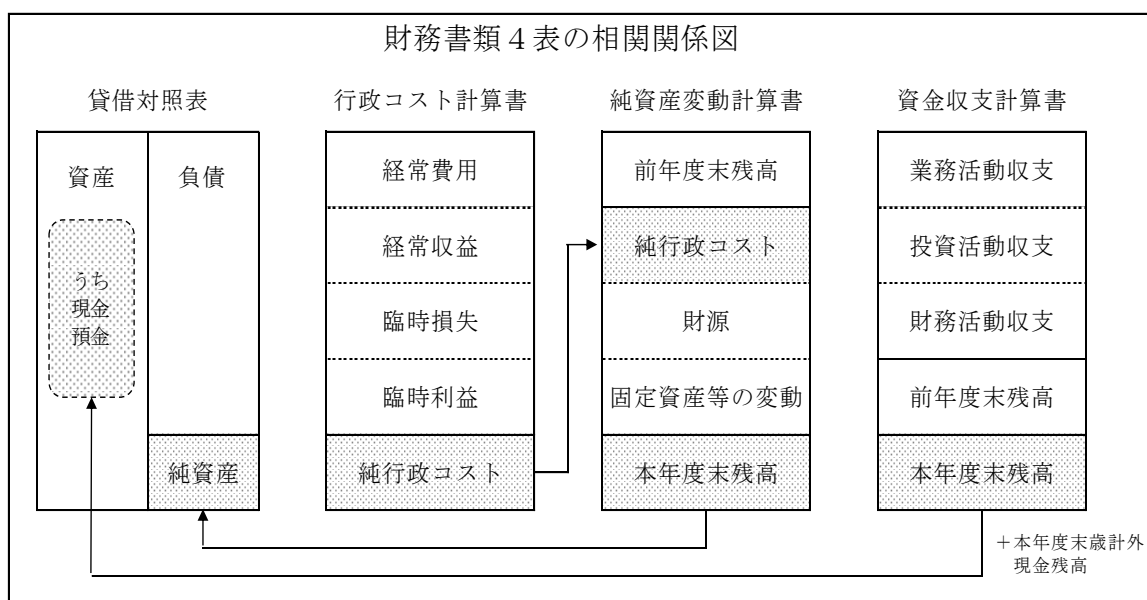 財務書類４表の相関関係図
貸借対照表
資産
負債
うち
現金
預金
純資産
行政コスト計算書
経常費用
経常収益
臨時損失
臨時利益
純行政コスト
純資産変動計算書
前年度末残高
純行政コスト
財源
固定資産等の変動
本年度末残高
資金収支計算書
業務活動収支
投資活動収支
財務活動収支
前年度末残高
本年度末残高
＋本年度末歳計外
現金残高